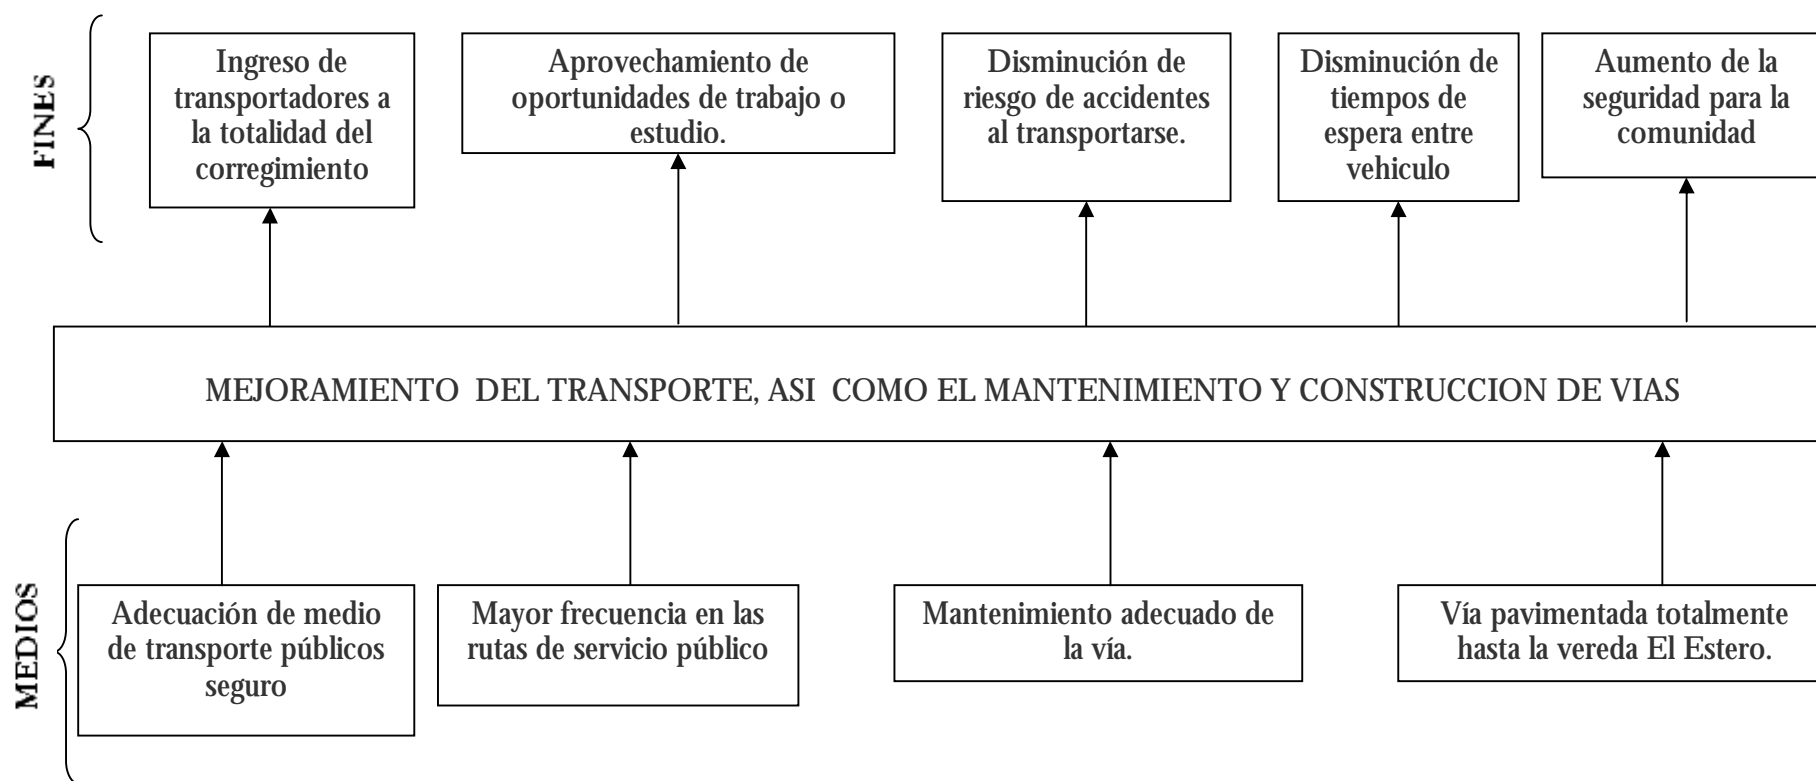 FINES
Ingreso de
transportadores a
la totalidad del
corregimiento
Aprovechamiento de
oportunidades de trabajo o
estudio.
Disminución de
riesgo de accidentes
al transportarse.
Disminución de
tiempos de
espera entre
vehiculo
Aumento de la
seguridad para la
comunidad
MEJORAMIENTO DEL TRANSPORTE, ASI COMO EL MANTENIMIENTO Y CONSTRUCCION DE VIAS
MEDIOS
Adecuación de medio
de transporte públicos
seguro
Mayor frecuencia en las
rutas de servicio público
Mantenimiento adecuado de
la vía.
Vía pavimentada totalmente
hasta la vereda El Estero.